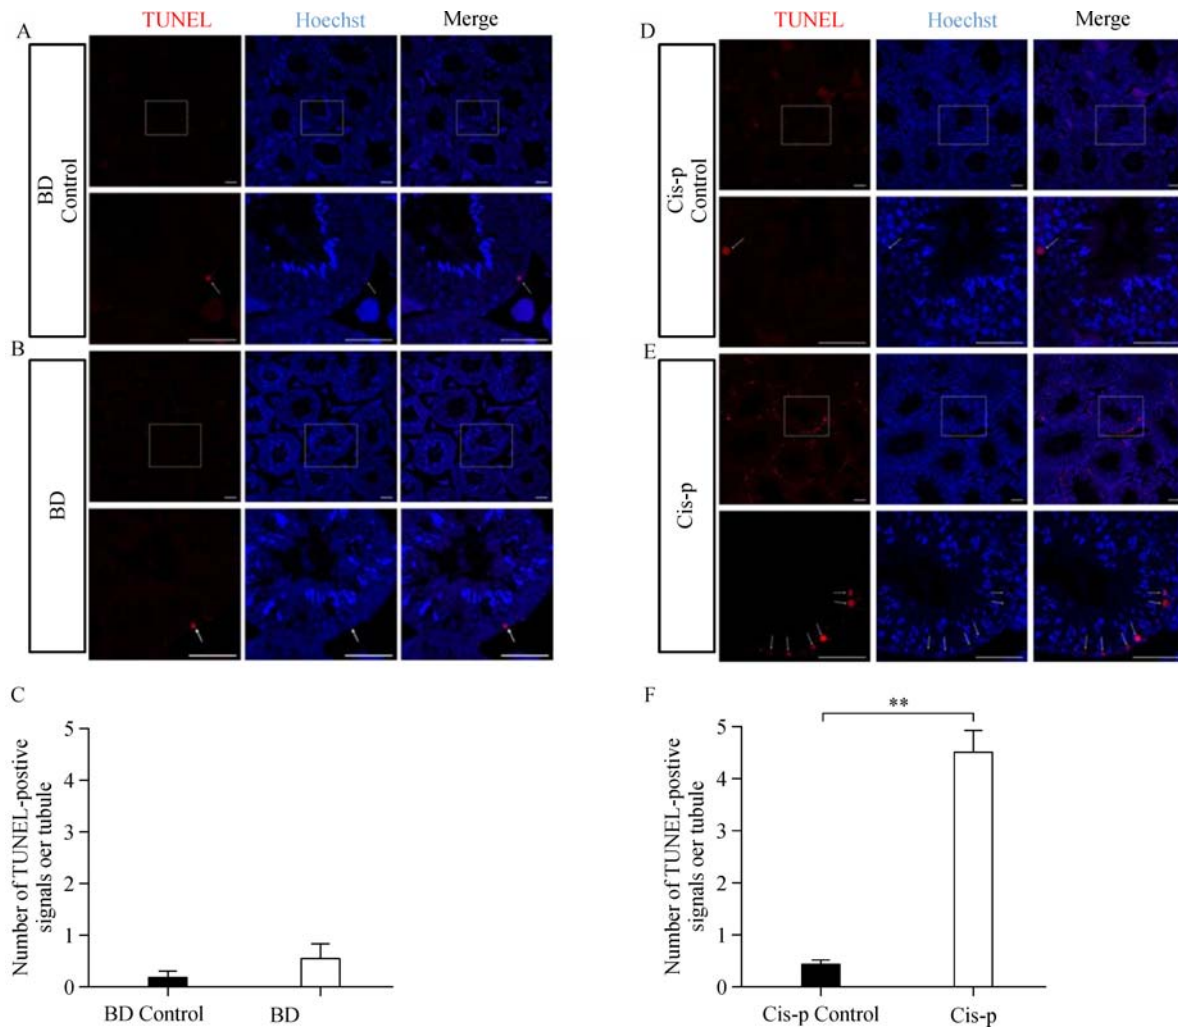 A
TUNEL Hoechst Merge
BD
Control
B
BD
C
Number of TUNEL-postive
signals oer tubule
5
4
3
2
1
0
BD Control BD
D
TUNEL Hoechst Merge
Cis-p
Control
E
Cis-p
F
Number of TUNEL-postive
signals oer tubule
**
5
4
3
2
1
0
Cis-p Control Cis-p